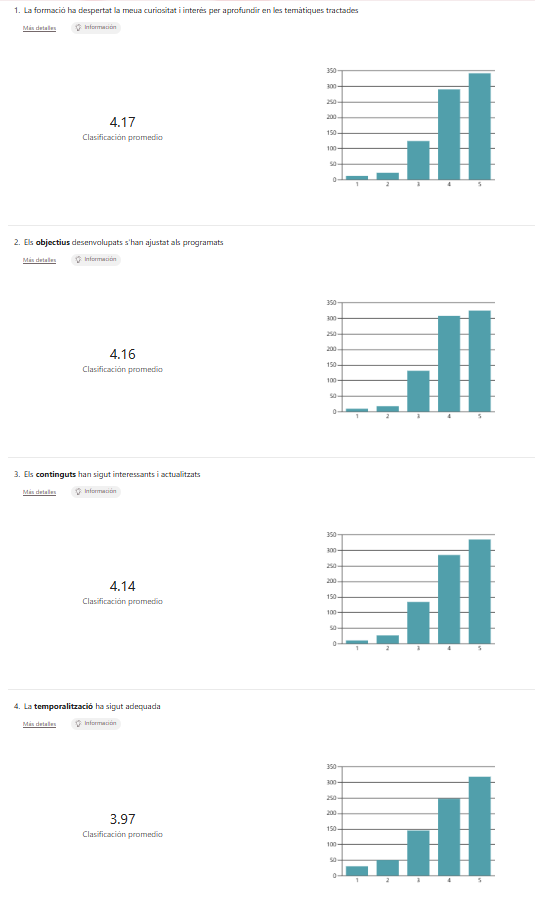 1. La formació ha despertat la meua curiositat i interés per aprofundir en les temàtiques tractades
Más detalles
Información
4.17
Clasificación promedio
350
300
250
200
150
100
50
0
1 2 3 4 5
2. Els objectius desenvolupats s'han ajustat als programats
Más detalles
Información
4.16
Clasificación promedio
350
300
250
200
150
100
50
0
1 2 3 4 5
3. Els continguts han sigut interessants i actualitzats
Más detalles
Información
4.14
Clasificación promedio
350
300
250
200
150
100
50
0
1 2 3 4 5
4. La temporalització ha sigut adequada
Más detalles
Información
3.97
Clasificación promedio
350
300
250
200
150
100
50
0
1 2 3 4 5